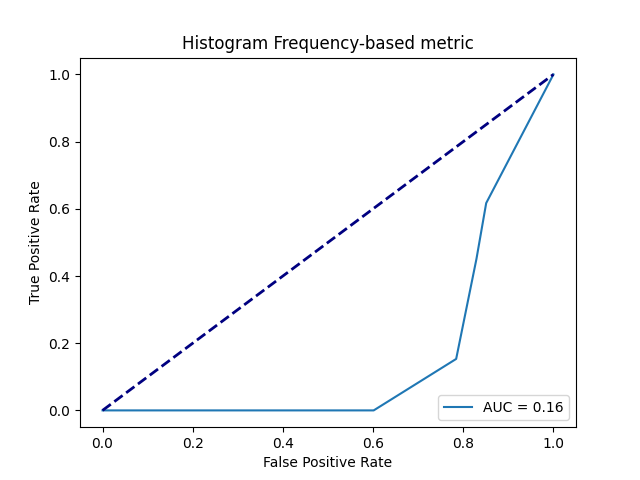 Histogram Frequency-based metric
True Positive Rate
1.0
0.8
0.6
0.4
0.2
0.0
AUC = 0.16
0.0 0.2 0.4 0.6 0.8 1.0
False Positive Rate